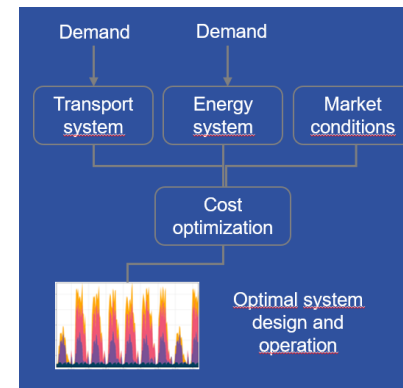 Demand
Demand
Transport
system
Energy
system
Market
conditions
Cost
optimization
Optimal system
design and
operation